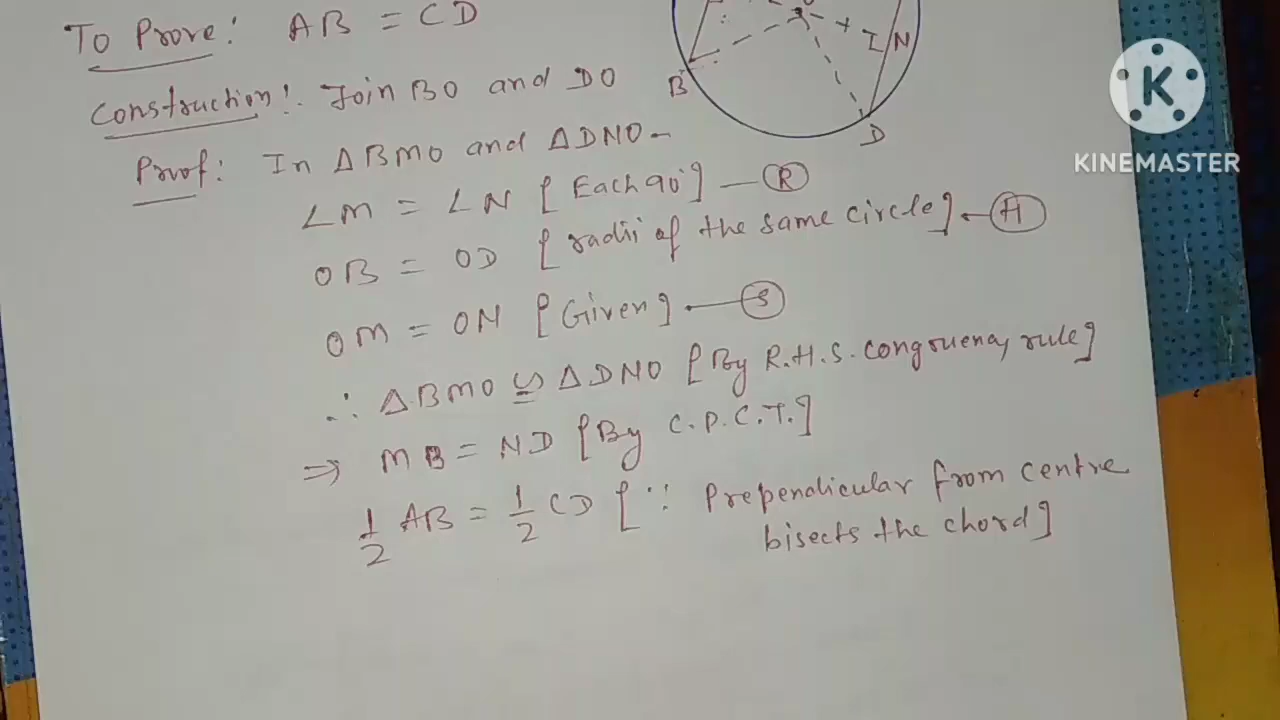 To Prove: AB = CD
Construction: Join BO and DO
Proof: In ΔBMO and ΔDNO -
∠M = ∠N [Each 90°] — (R)
OB = OD [radii of the same circle] — (H)
OM = ON [Given] — (S)
∴ ΔBMO ≅ ΔDNO [By R.H.S. congruency rule]
⇒ MB = ND [By C.P.C.T.]
1/2 AB = 1/2 CD [∵ Prependicular from centre
bisects the chord]
B
N
D
K
KINEMASTER